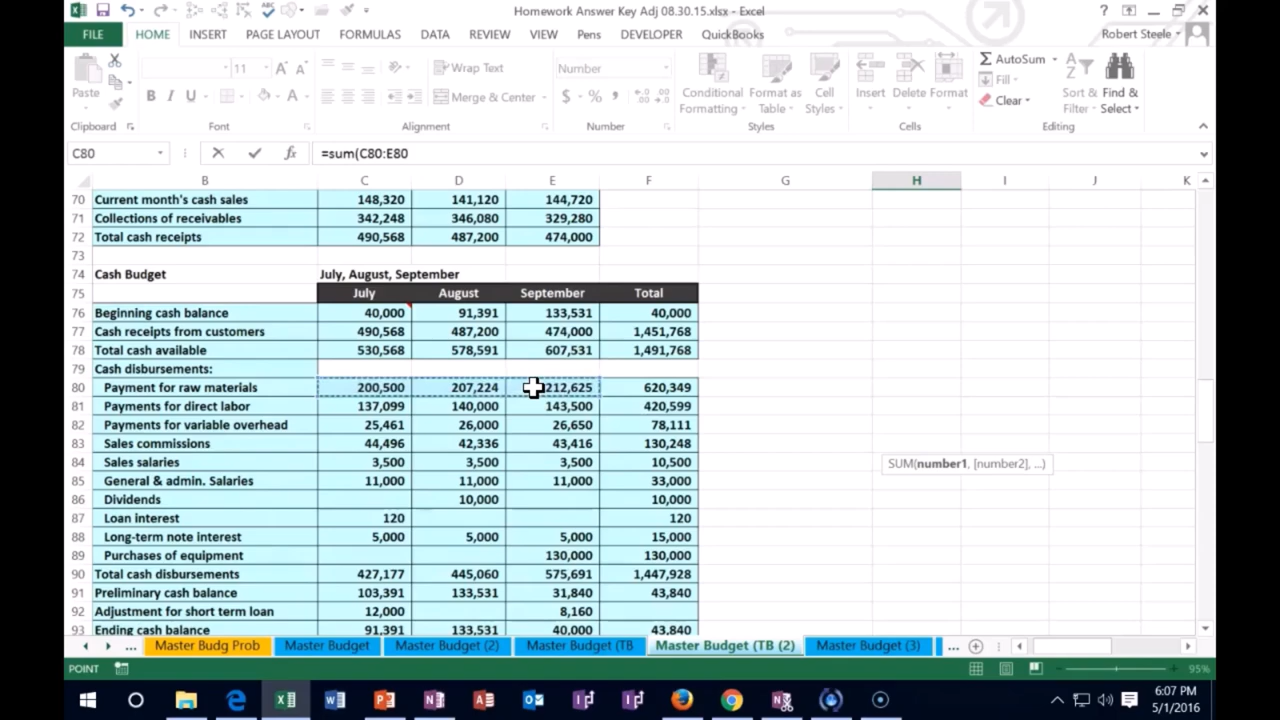 Homework Answer Key Adj 08.30.15.xlsx - Excel
FILE HOME INSERT PAGE LAYOUT FORMULAS DATA REVIEW VIEW Pens DEVELOPER QuickBooks Robert Steele
Paste 11 Wrap Text Number Conditional Format as Cell Insert Delete Format AutoSum Sort & Find &
B I U Merge & Center $ % Formatting Table Styles Fill Clear Filter Select
Clipboard Font Alignment Number Styles Cells Editing
C80 fx =sum(C80:E80
B C D E F G H I J K
70 Current month's cash sales 148,320 141,120 144,720
71 Collections of receivables 342,248 346,080 329,280
72 Total cash receipts 490,568 487,200 474,000
73
74 Cash Budget July, August, September
75 July August September Total
76 Beginning cash balance 40,000 91,391 133,531 40,000
77 Cash receipts from customers 490,568 487,200 474,000 1,451,768
78 Total cash available 530,568 578,591 607,531 1,491,768
79 Cash disbursements:
80 Payment for raw materials 200,500 207,224 212,625 620,349
81 Payments for direct labor 137,099 140,000 143,500 420,599
82 Payments for variable overhead 25,461 26,000 26,650 78,111
83 Sales commissions 44,496 42,336 43,416 130,248
84 Sales salaries 3,500 3,500 3,500 10,500 SUM(number1, [number2], ...)
85 General & admin. Salaries 11,000 11,000 11,000 33,000
86 Dividends 10,000 10,000
87 Loan interest 120 120
88 Long-term note interest 5,000 5,000 5,000 15,000
89 Purchases of equipment 130,000 130,000
90 Total cash disbursements 427,177 445,060 575,691 1,447,928
91 Preliminary cash balance 103,391 133,531 31,840 43,840
92 Adjustment for short term loan 12,000 8,160
93 Ending cash balance 91,391 133,531 40,000 43,840
... Master Budg Prob Master Budget Master Budget (2) Master Budget (TB Master Budget (TB (2) Master Budget (3) ...
POINT 95%
6:07 PM
5/1/2016